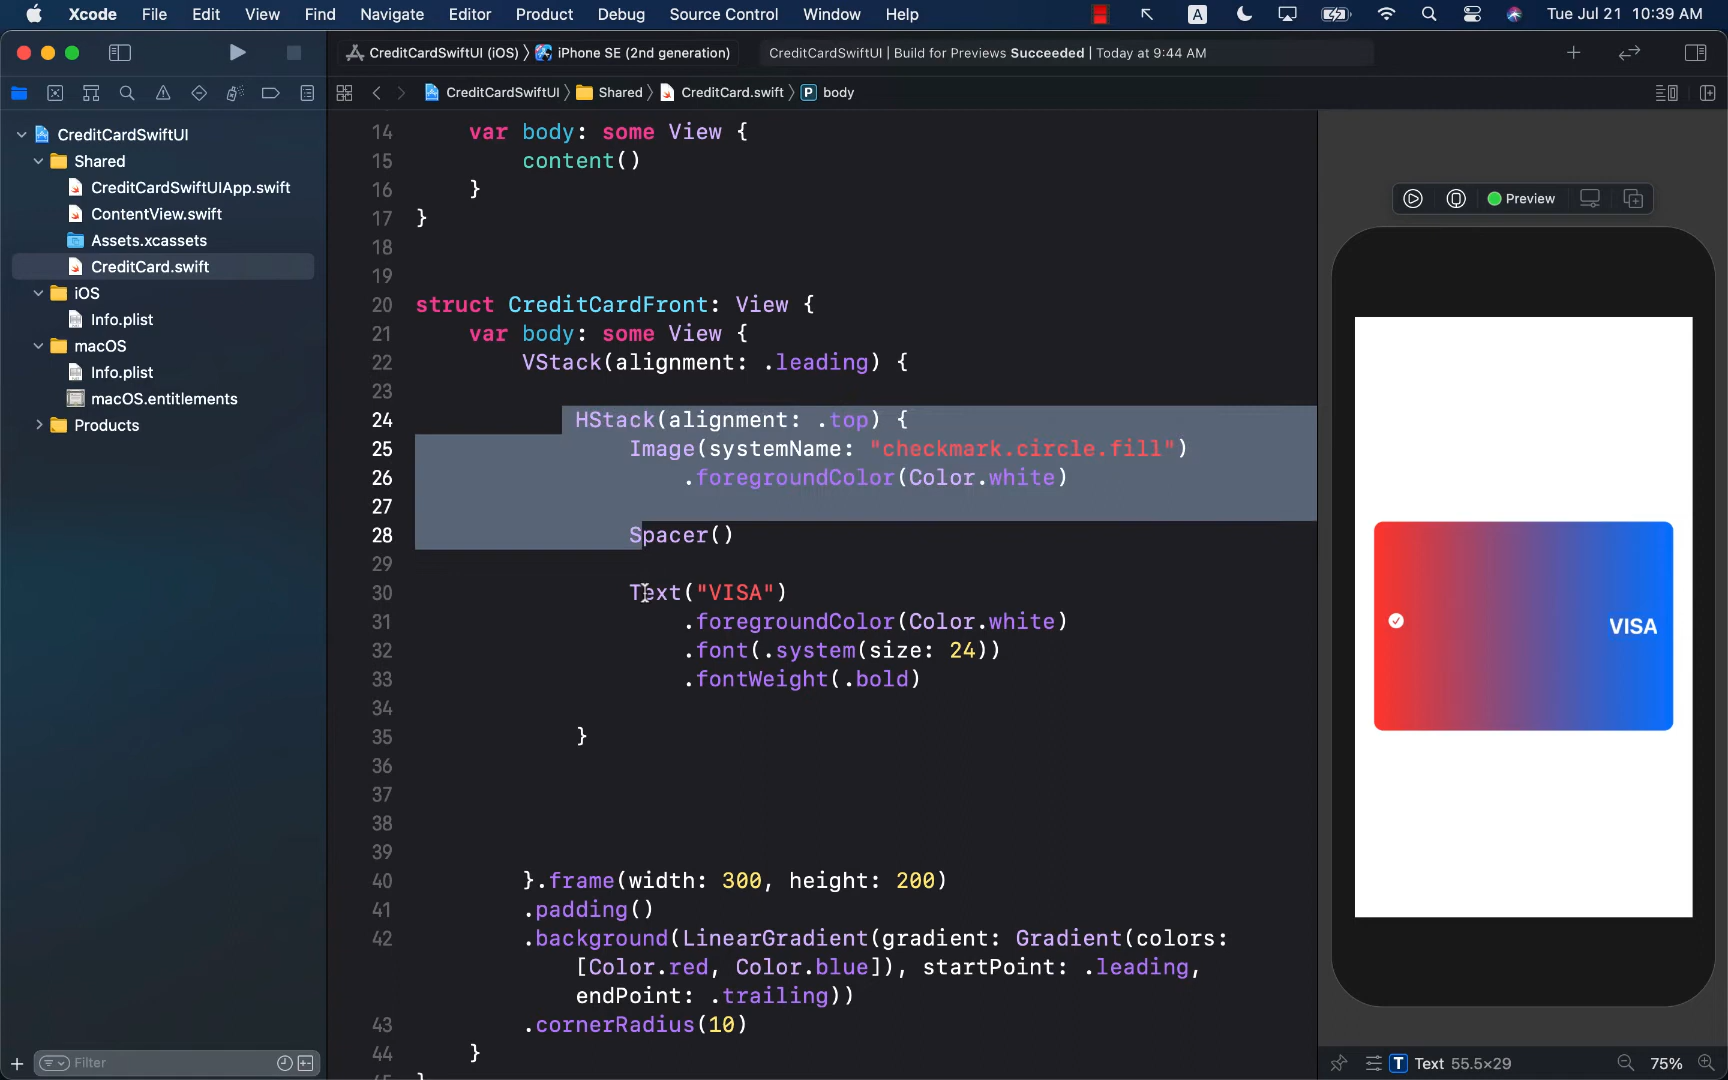 Xcode File Edit View Find Navigate Editor Product Debug Source Control Window Help A Tue Jul 21 10:39 AM
CreditCardSwiftUI (iOS) 〉 iPhone SE (2nd generation) CreditCardSwiftUI | Build for Previews Succeeded | Today at 9:44 AM
CreditCardSwiftUI 〉 Shared 〉 CreditCard.swift 〉 P body
CreditCardSwiftUI
Shared
CreditCardSwiftUIApp.swift
ContentView.swift
Assets.xcassets
CreditCard.swift
iOS
Info.plist
macOS
Info.plist
macOS.entitlements
Products
Filter
14 var body: some View {
15 content()
16 }
17 }
18
19
20 struct CreditCardFront: View {
21 var body: some View {
22 VStack(alignment: .leading) {
23
24 HStack(alignment: .top) {
25 Image(systemName: "checkmark.circle.fill")
26 .foregroundColor(Color.white)
27
28 Spacer()
29
30 Text("VISA")
31 .foregroundColor(Color.white)
32 .font(.system(size: 24))
33 .fontWeight(.bold)
34
35 }
36
37
38
39
40 }.frame(width: 300, height: 200)
41 .padding()
42 .background(LinearGradient(gradient: Gradient(colors:
[Color.red, Color.blue]), startPoint: .leading,
endPoint: .trailing))
43 .cornerRadius(10)
44 }
Preview
VISA
T Text 55.5×29 75%